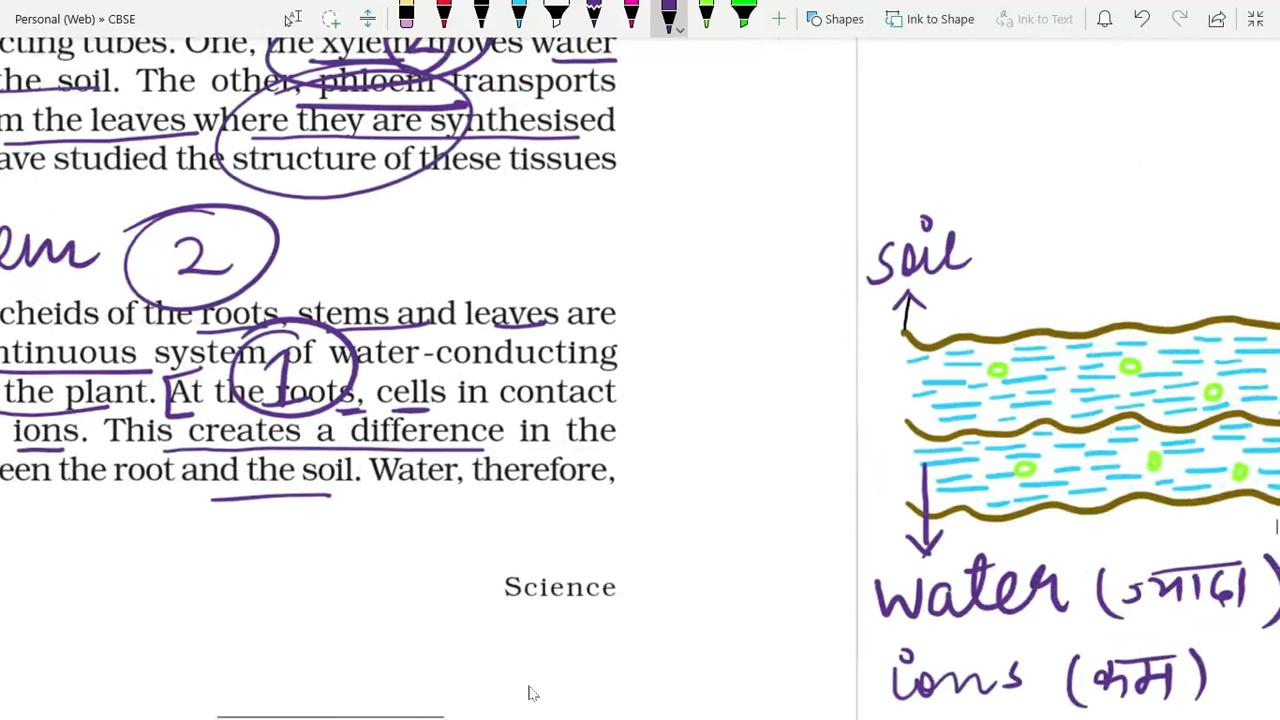 Personal (Web) » CBSE
Shapes
Ink to Shape
Ink to Text
cting tubes. One, the xylem moves water
the soil. The other, phloem transports
m the leaves where they are synthesised
ave studied the structure of these tissues
em 2
cheids of the roots, stems and leaves are
ntinuous system of water-conducting
the plant. [At the roots, cells in contact
1
ions. This creates a difference in the
een the root and the soil. Water, therefore,
Science
soil
water (ज्यादा)
ions (कम)